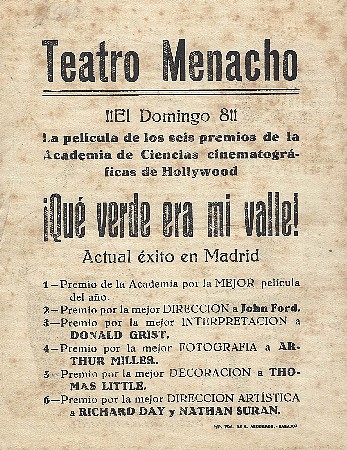 Teatro Menacho
¡¡El Domingo 8!!
La película de los seis premios de la
Academia de Ciencias cinematográ-
ficas de Hollywood
¡Qué verde era mi valle!
Actual éxito en Madrid
1—Premio de la Academia por la MEJOR película
del año.
2—Premio por la mejor DIRECCION a John Ford.
3—Premio por la mejor INTERPRETACION a
DONALD GRIST.
4—Premio por la mejor FOTOGRAFIA a AR-
THUR MILLER.
5—Premio por la mejor DECORACION a THO-
MAS LITTLE.
6—Premio por la mejor DIRECCION ARTÍSTICA
a RICHARD DAY y NATHAN SURAN.